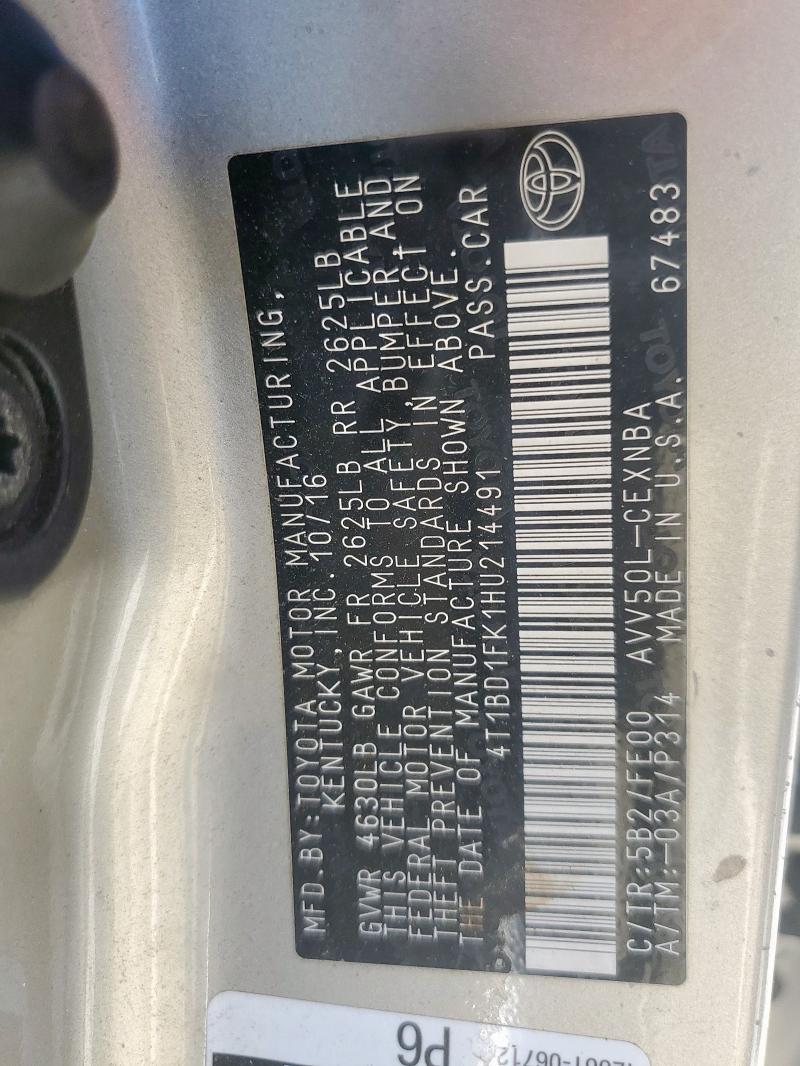 MFD.BY:TOYOTA MOTOR MANUFACTURING,
KENTUCKY,INC. 10/16
GVWR 4630LB GAWR FR 2625LB RR 2625LB
THIS VEHICLE CONFORMS TO ALL APPLICABLE
FEDERAL MOTOR VEHICLE SAFETY,BUMPER,AND
THEFT PREVENTION STANDARDS IN EFFECT ON
THE DATE OF MANUFACTURE SHOWN ABOVE.
4T1BD1FK1HU214491 PASS.CAR
C/TR:5B2/FE00 AVV50L-CEXNBA
A/TM:-03A/P314 MADE IN U.S.A. 67483
P6